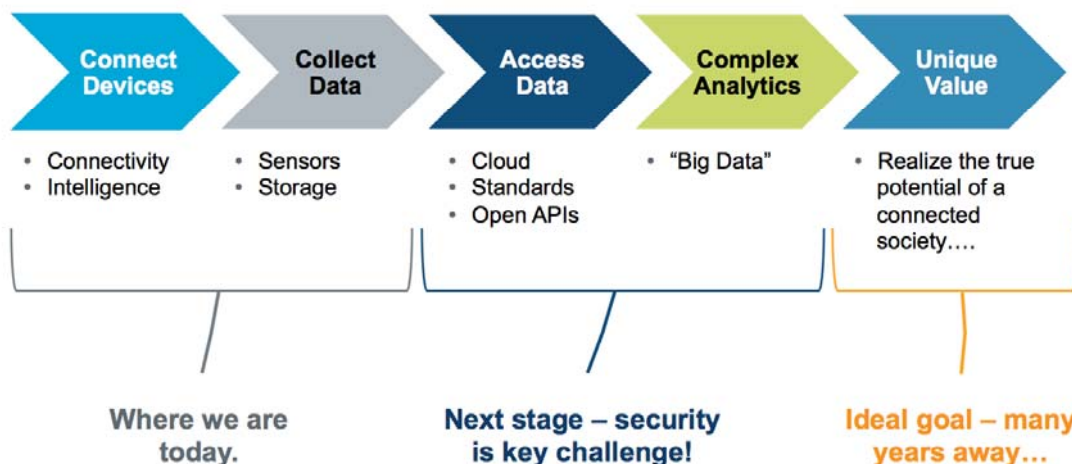 Connect
Devices
Collect
Data
Access
Data
Complex
Analytics
Unique
Value
• Connectivity
• Intelligence
• Sensors
• Storage
• Cloud
• Standards
• Open APIs
• “Big Data”
• Realize the true
potential of a
connected
society….
Where we are
today.
Next stage – security
is key challenge!
Ideal goal – many
years away…